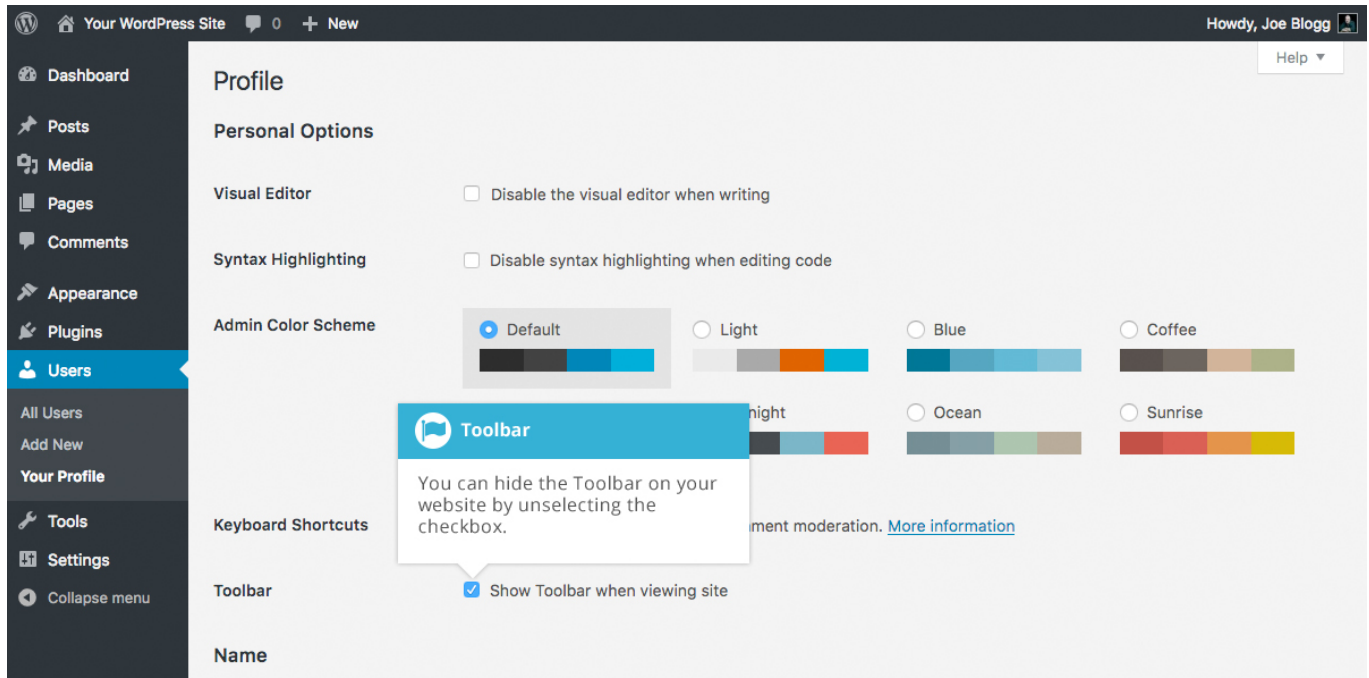 Your WordPress Site 0 + New Howdy, Joe Blogg
Help ▼
Dashboard
Posts
Media
Pages
Comments
Appearance
Plugins
Users
All Users
Add New
Your Profile
Tools
Settings
Collapse menu
Profile
Personal Options
Visual Editor Disable the visual editor when writing
Syntax Highlighting Disable syntax highlighting when editing code
Admin Color Scheme Default Light Blue Coffee
Ocean Sunrise
Toolbar
You can hide the Toolbar on your
website by unselecting the
checkbox.
Keyboard Shortcuts moderation. More information
Toolbar Show Toolbar when viewing site
Name